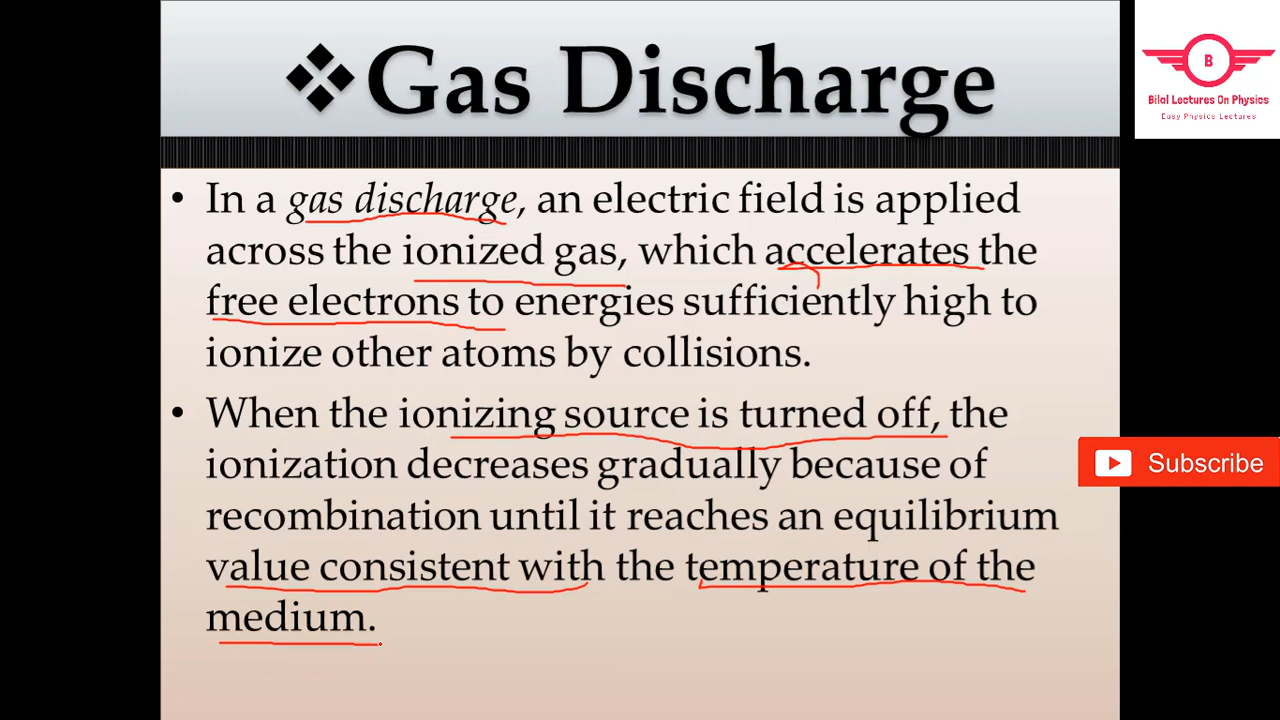 ❖Gas Discharge
B
Bilal Lectures On Physics
Easy Physics Lectures
• In a gas discharge, an electric field is applied
across the ionized gas, which accelerates the
free electrons to energies sufficiently high to
ionize other atoms by collisions.
• When the ionizing source is turned off, the
ionization decreases gradually because of
recombination until it reaches an equilibrium
value consistent with the temperature of the
medium.
Subscribe